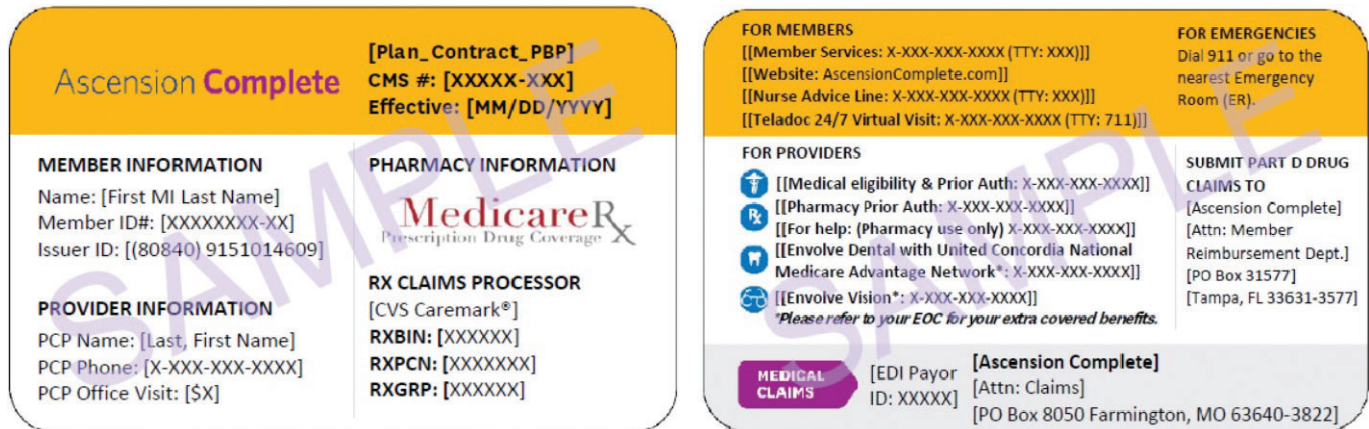 Ascension Complete
[Plan_Contract_PBP]
CMS #: [XXXXX-XXX]
Effective: [MM/DD/YYYY]
MEMBER INFORMATION
Name: [First MI Last Name]
Member ID#: [XXXXXXXX-XX]
Issuer ID: [(80840) 9151014609]
PROVIDER INFORMATION
PCP Name: [Last, First Name]
PCP Phone: [X-XXX-XXX-XXXX]
PCP Office Visit: [$X]
PHARMACY INFORMATION
MedicareRx
Prescription Drug Coverage
RX CLAIMS PROCESSOR
[CVS Caremark®]
RXBIN: [XXXXXX]
RXPCN: [XXXXXXX]
RXGRP: [XXXXXX]
SAMPLE
FOR MEMBERS
[[Member Services: X-XXX-XXX-XXXX (TTY: XXX)]]
[[Website: AscensionComplete.com]]
[[Nurse Advice Line: X-XXX-XXX-XXXX (TTY: XXX)]]
[[Teladoc 24/7 Virtual Visit: X-XXX-XXX-XXXX (TTY: 711)]]
FOR EMERGENCIES
Dial 911 or go to the
nearest Emergency
Room (ER).
FOR PROVIDERS
[[Medical eligibility & Prior Auth: X-XXX-XXX-XXXX]]
Rx
[[Pharmacy Prior Auth: X-XXX-XXX-XXXX]]
[[For help: (Pharmacy use only) X-XXX-XXX-XXXX]]
[[Envolve Dental with United Concordia National
Medicare Advantage Network*: X-XXX-XXX-XXXX]]
[[Envolve Vision*: X-XXX-XXX-XXXX]]
*Please refer to your EOC for your extra covered benefits.
SUBMIT PART D DRUG
CLAIMS TO
[Ascension Complete]
[Attn: Member
Reimbursement Dept.]
[PO Box 31577]
[Tampa, FL 33631-3577]
MEDICAL
CLAIMS
[EDI Payor
ID: XXXXX]
[Ascension Complete]
[Attn: Claims]
[PO Box 8050 Farmington, MO 63640-3822]
SAMPLE